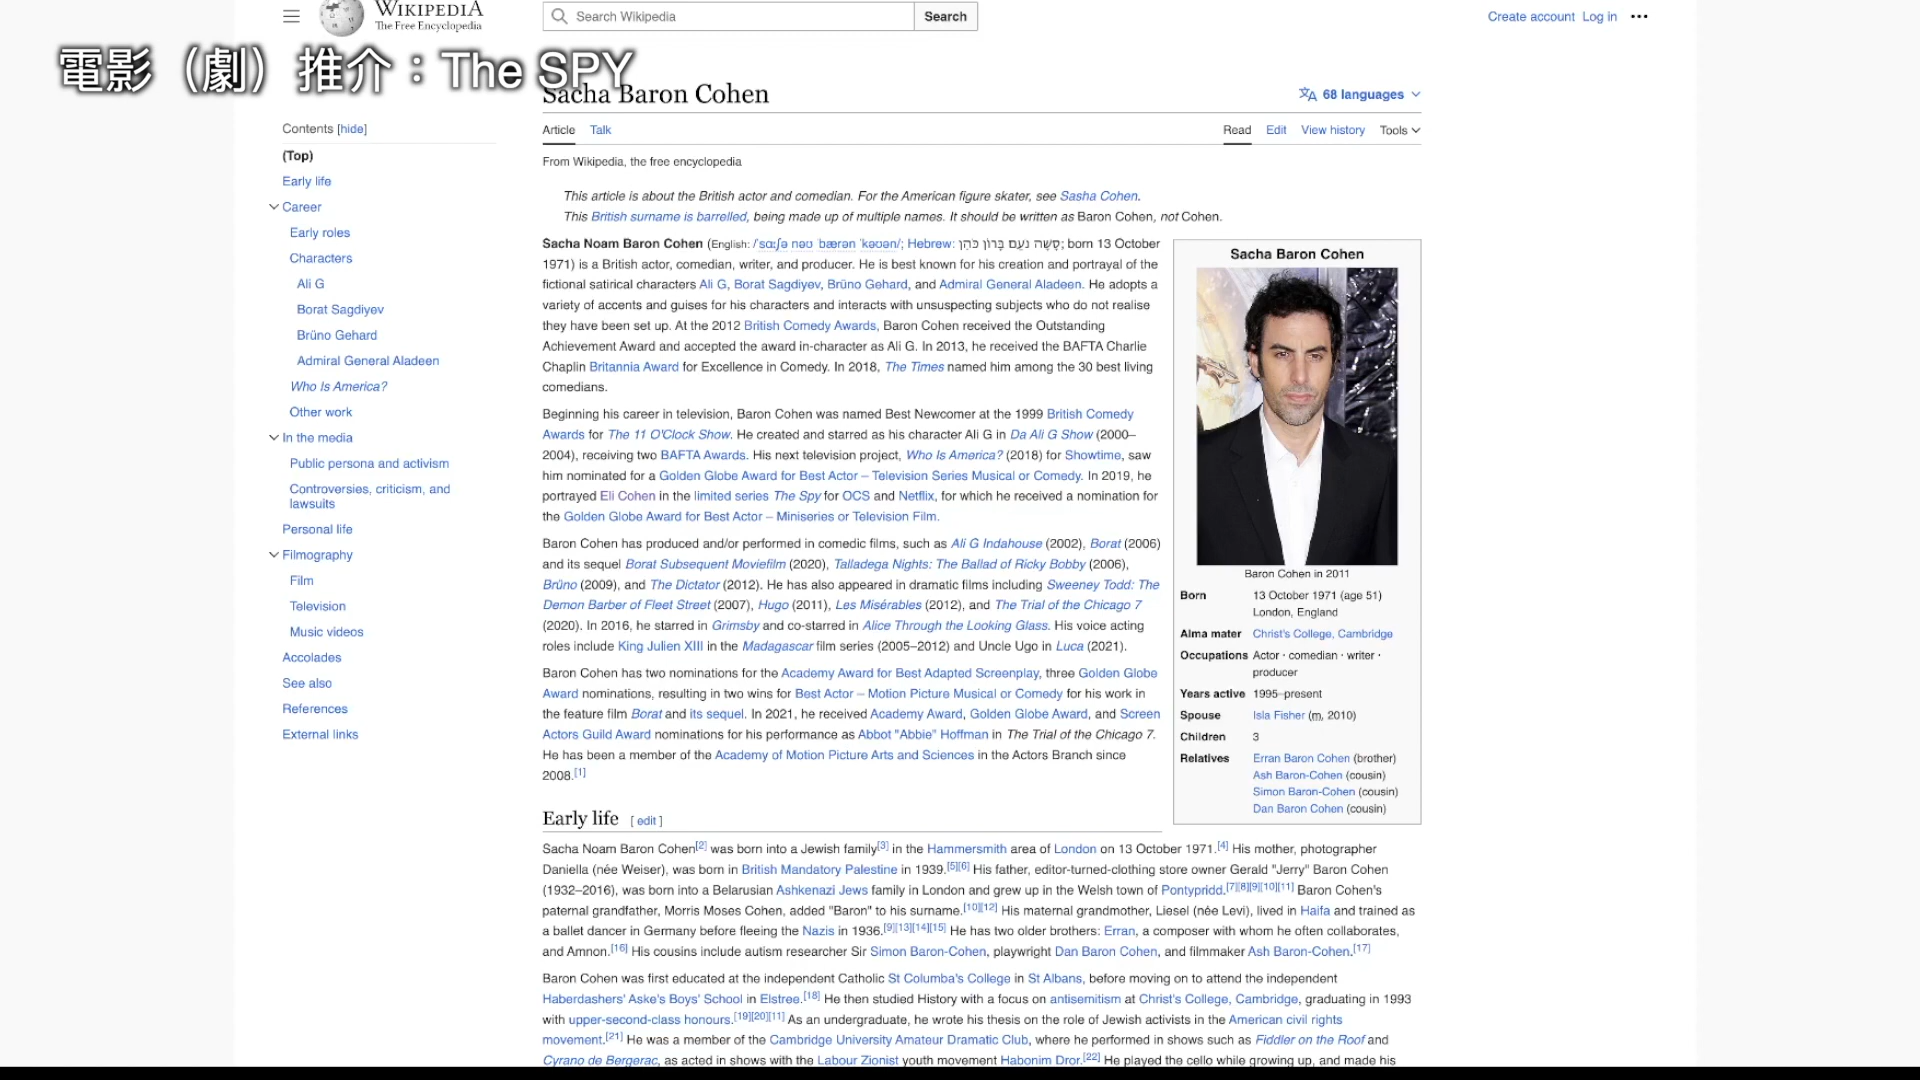 WIKIPEDIA
The Free Encyclopedia
Search Wikipedia
Search
Create account Log in
電影（劇）推介：The SPY
Sacha Baron Cohen
68 languages
Contents [hide]
(Top)
Early life
Career
Early roles
Characters
Ali G
Borat Sagdiyev
Brüno Gehard
Admiral General Aladeen
Who Is America?
Other work
In the media
Public persona and activism
Controversies, criticism, and
lawsuits
Personal life
Filmography
Film
Television
Music videos
Accolades
See also
References
External links
Article Talk
Read Edit View history Tools
From Wikipedia, the free encyclopedia
This article is about the British actor and comedian. For the American figure skater, see Sasha Cohen.
This British surname is barrelled, being made up of multiple names. It should be written as Baron Cohen, not Cohen.
Sacha Noam Baron Cohen (English: /ˈsɑːʃə nəʊ ˈbærən ˈkəʊən/; Hebrew: סָשָׁה נֹעַם בָּרוֹן כֹּהֵן; born 13 October
1971) is a British actor, comedian, writer, and producer. He is best known for his creation and portrayal of the
fictional satirical characters Ali G, Borat Sagdiyev, Brüno Gehard, and Admiral General Aladeen. He adopts a
variety of accents and guises for his characters and interacts with unsuspecting subjects who do not realise
they have been set up. At the 2012 British Comedy Awards, Baron Cohen received the Outstanding
Achievement Award and accepted the award in-character as Ali G. In 2013, he received the BAFTA Charlie
Chaplin Britannia Award for Excellence in Comedy. In 2018, The Times named him among the 30 best living
comedians.
Beginning his career in television, Baron Cohen was named Best Newcomer at the 1999 British Comedy
Awards for The 11 O'Clock Show. He created and starred as his character Ali G in Da Ali G Show (2000–
2004), receiving two BAFTA Awards. His next television project, Who Is America? (2018) for Showtime, saw
him nominated for a Golden Globe Award for Best Actor – Television Series Musical or Comedy. In 2019, he
portrayed Eli Cohen in the limited series The Spy for OCS and Netflix, for which he received a nomination for
the Golden Globe Award for Best Actor – Miniseries or Television Film.
Baron Cohen has produced and/or performed in comedic films, such as Ali G Indahouse (2002), Borat (2006)
and its sequel Borat Subsequent Moviefilm (2020), Talladega Nights: The Ballad of Ricky Bobby (2006),
Brüno (2009), and The Dictator (2012). He has also appeared in dramatic films including Sweeney Todd: The
Demon Barber of Fleet Street (2007), Hugo (2011), Les Misérables (2012), and The Trial of the Chicago 7
(2020). In 2016, he starred in Grimsby and co-starred in Alice Through the Looking Glass. His voice acting
roles include King Julien XIII in the Madagascar film series (2005–2012) and Uncle Ugo in Luca (2021).
Baron Cohen has two nominations for the Academy Award for Best Adapted Screenplay, three Golden Globe
Award nominations, resulting in two wins for Best Actor – Motion Picture Musical or Comedy for his work in
the feature film Borat and its sequel. In 2021, he received Academy Award, Golden Globe Award, and Screen
Actors Guild Award nominations for his performance as Abbot "Abbie" Hoffman in The Trial of the Chicago 7.
He has been a member of the Academy of Motion Picture Arts and Sciences in the Actors Branch since
2008.[1]
Sacha Baron Cohen
Baron Cohen in 2011
Born 13 October 1971 (age 51)
London, England
Alma mater Christ's College, Cambridge
Occupations Actor · comedian · writer ·
producer
Years active 1995–present
Spouse Isla Fisher (m. 2010)
Children 3
Relatives Erran Baron Cohen (brother)
Ash Baron-Cohen (cousin)
Simon Baron-Cohen (cousin)
Dan Baron Cohen (cousin)
Early life [ edit ]
Sacha Noam Baron Cohen[2] was born into a Jewish family[3] in the Hammersmith area of London on 13 October 1971.[4] His mother, photographer
Daniella (née Weiser), was born in British Mandatory Palestine in 1939.[5][6] His father, editor-turned-clothing store owner Gerald "Jerry" Baron Cohen
(1932–2016), was born into a Belarusian Ashkenazi Jews family in London and grew up in the Welsh town of Pontypridd.[7][8][9][10][11] Baron Cohen's
paternal grandfather, Morris Moses Cohen, added "Baron" to his surname.[10][12] His maternal grandmother, Liesel (née Levi), lived in Haifa and trained as
a ballet dancer in Germany before fleeing the Nazis in 1936.[9][13][14][15] He has two older brothers: Erran, a composer with whom he often collaborates,
and Amnon.[16] His cousins include autism researcher Sir Simon Baron-Cohen, playwright Dan Baron Cohen, and filmmaker Ash Baron-Cohen.[17]
Baron Cohen was first educated at the independent Catholic St Columba's College in St Albans, before moving on to attend the independent
Haberdashers' Aske's Boys' School in Elstree.[18] He then studied History with a focus on antisemitism at Christ's College, Cambridge, graduating in 1993
with upper-second-class honours.[19][20][11] As an undergraduate, he wrote his thesis on the role of Jewish activists in the American civil rights
movement.[21] He was a member of the Cambridge University Amateur Dramatic Club, where he performed in shows such as Fiddler on the Roof and
Cyrano de Bergerac, as acted in shows with the Labour Zionist youth movement Habonim Dror.[22] He played the cello while growing up, and made his